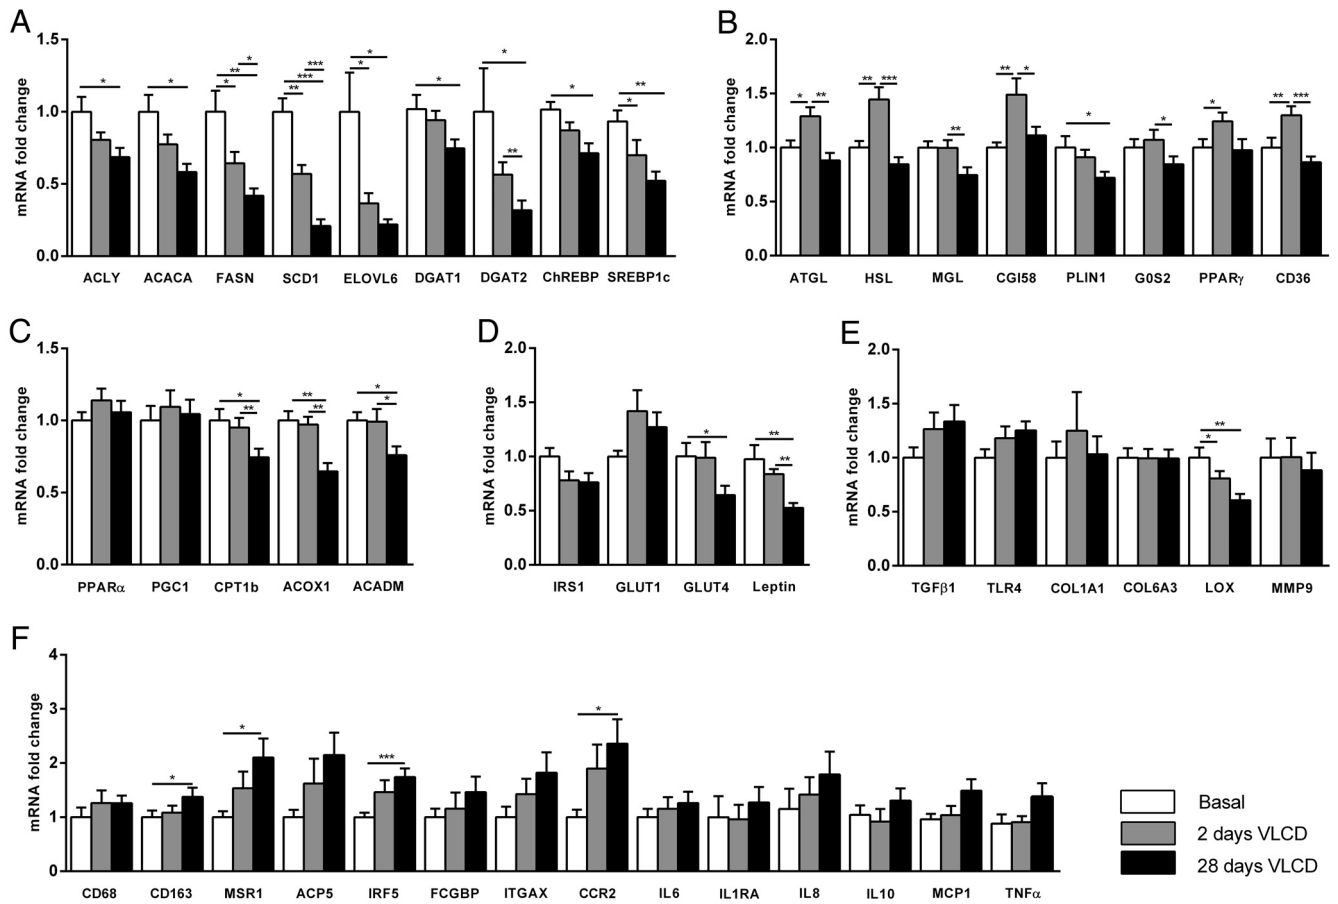 A
mRNA fold change
1.5
1.0
0.5
0.0
* * * ** * * *** *** ** * * * * ** * ** *
ACLY ACACA FASN SCD1 ELOVL6 DGAT1 DGAT2 ChREBP SREBP1c
B
mRNA fold change
2.0
1.5
1.0
0.5
0.0
* ** ** *** ** ** * * * * ** ***
ATGL HSL MGL CGI58 PLIN1 G0S2 PPARγ CD36
C
mRNA fold change
1.5
1.0
0.5
0.0
* ** ** ** * *
PPARα PGC1 CPT1b ACOX1 ACADM
D
mRNA fold change
2.0
1.5
1.0
0.5
0.0
* ** **
IRS1 GLUT1 GLUT4 Leptin
E
mRNA fold change
2.0
1.5
1.0
0.5
0.0
* **
TGFβ1 TLR4 COL1A1 COL6A3 LOX MMP9
F
mRNA fold change
4
3
2
1
0
* * *** *
CD68 CD163 MSR1 ACP5 IRF5 FCGBP ITGAX CCR2 IL6 IL1RA IL8 IL10 MCP1 TNFα
Basal
2 days VLCD
28 days VLCD